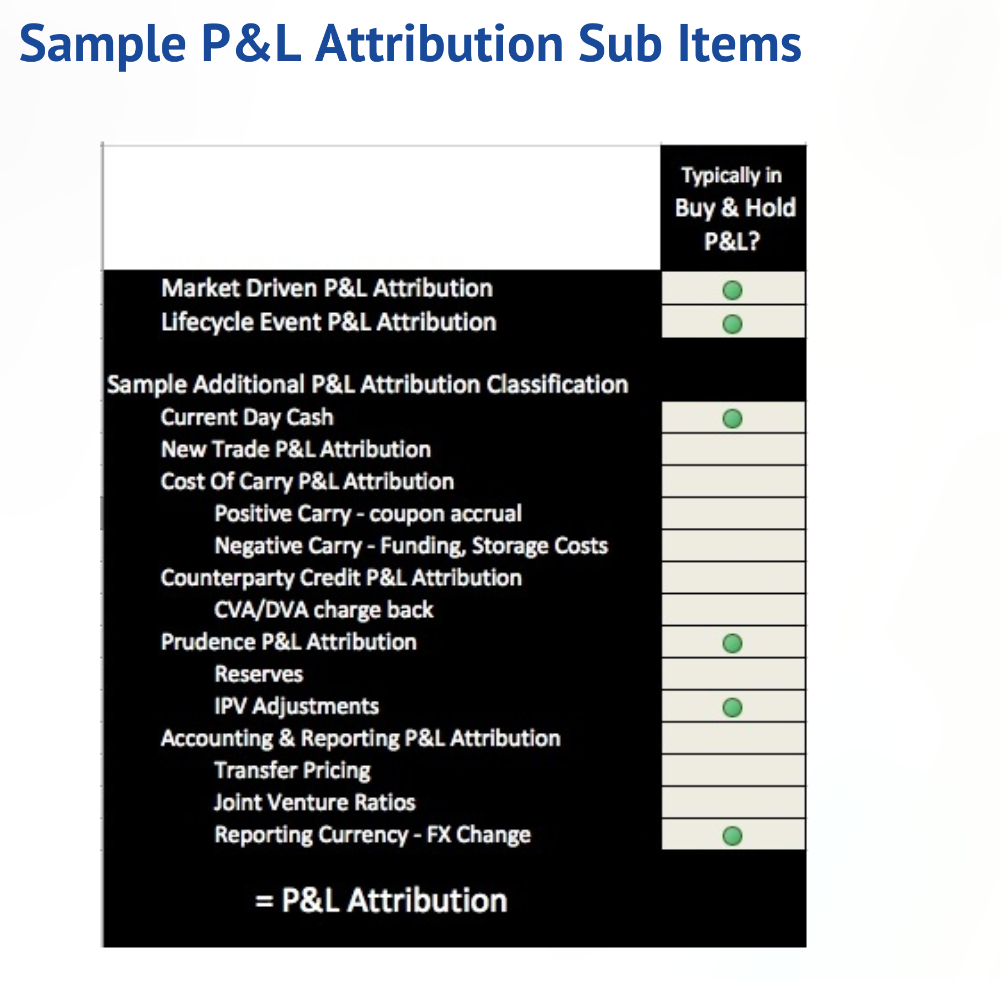 Sample P&L Attribution Sub Items
Typically in
Buy & Hold
P&L?
Market Driven P&L Attribution
Lifecycle Event P&L Attribution
Sample Additional P&L Attribution Classification
Current Day Cash
New Trade P&L Attribution
Cost Of Carry P&L Attribution
Positive Carry - coupon accrual
Negative Carry - Funding, Storage Costs
Counterparty Credit P&L Attribution
CVA/DVA charge back
Prudence P&L Attribution
Reserves
IPV Adjustments
Accounting & Reporting P&L Attribution
Transfer Pricing
Joint Venture Ratios
Reporting Currency - FX Change
= P&L Attribution